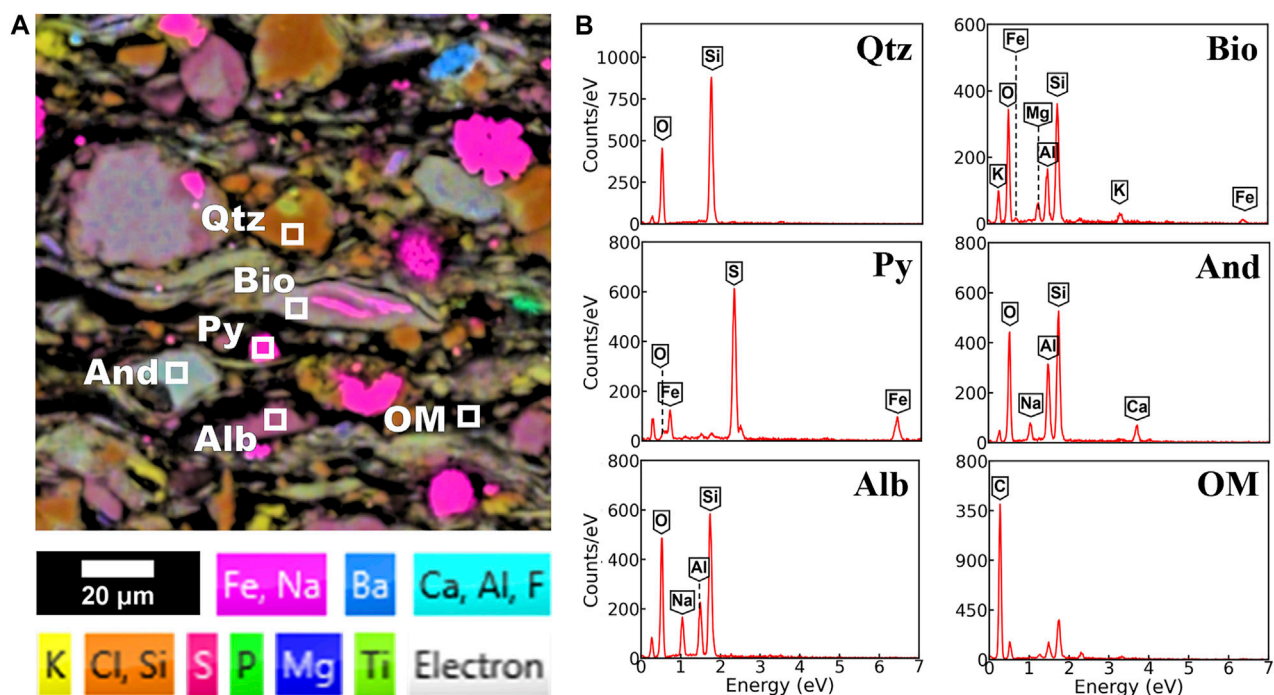 A
Qtz
Bio
Py
And
Alb
OM
20 µm
Fe, Na
Ba
Ca, Al, F
K
Cl, Si
S
P
Mg
Ti
Electron
B
Qtz
Counts/eV
1000
750
500
250
0
O
Si
Bio
600
400
200
0
K
O
Fe
Mg
Al
Si
K
Fe
Py
Counts/eV
800
600
400
200
0
O
Fe
S
Fe
And
800
600
400
200
0
O
Na
Al
Si
Ca
Alb
Counts/eV
800
600
400
200
0
O
Na
Al
Si
0 1 2 3 4 5 6 7
Energy (eV)
OM
800
350
900
450
0
C
0 2 4 6 7
Energy (eV)